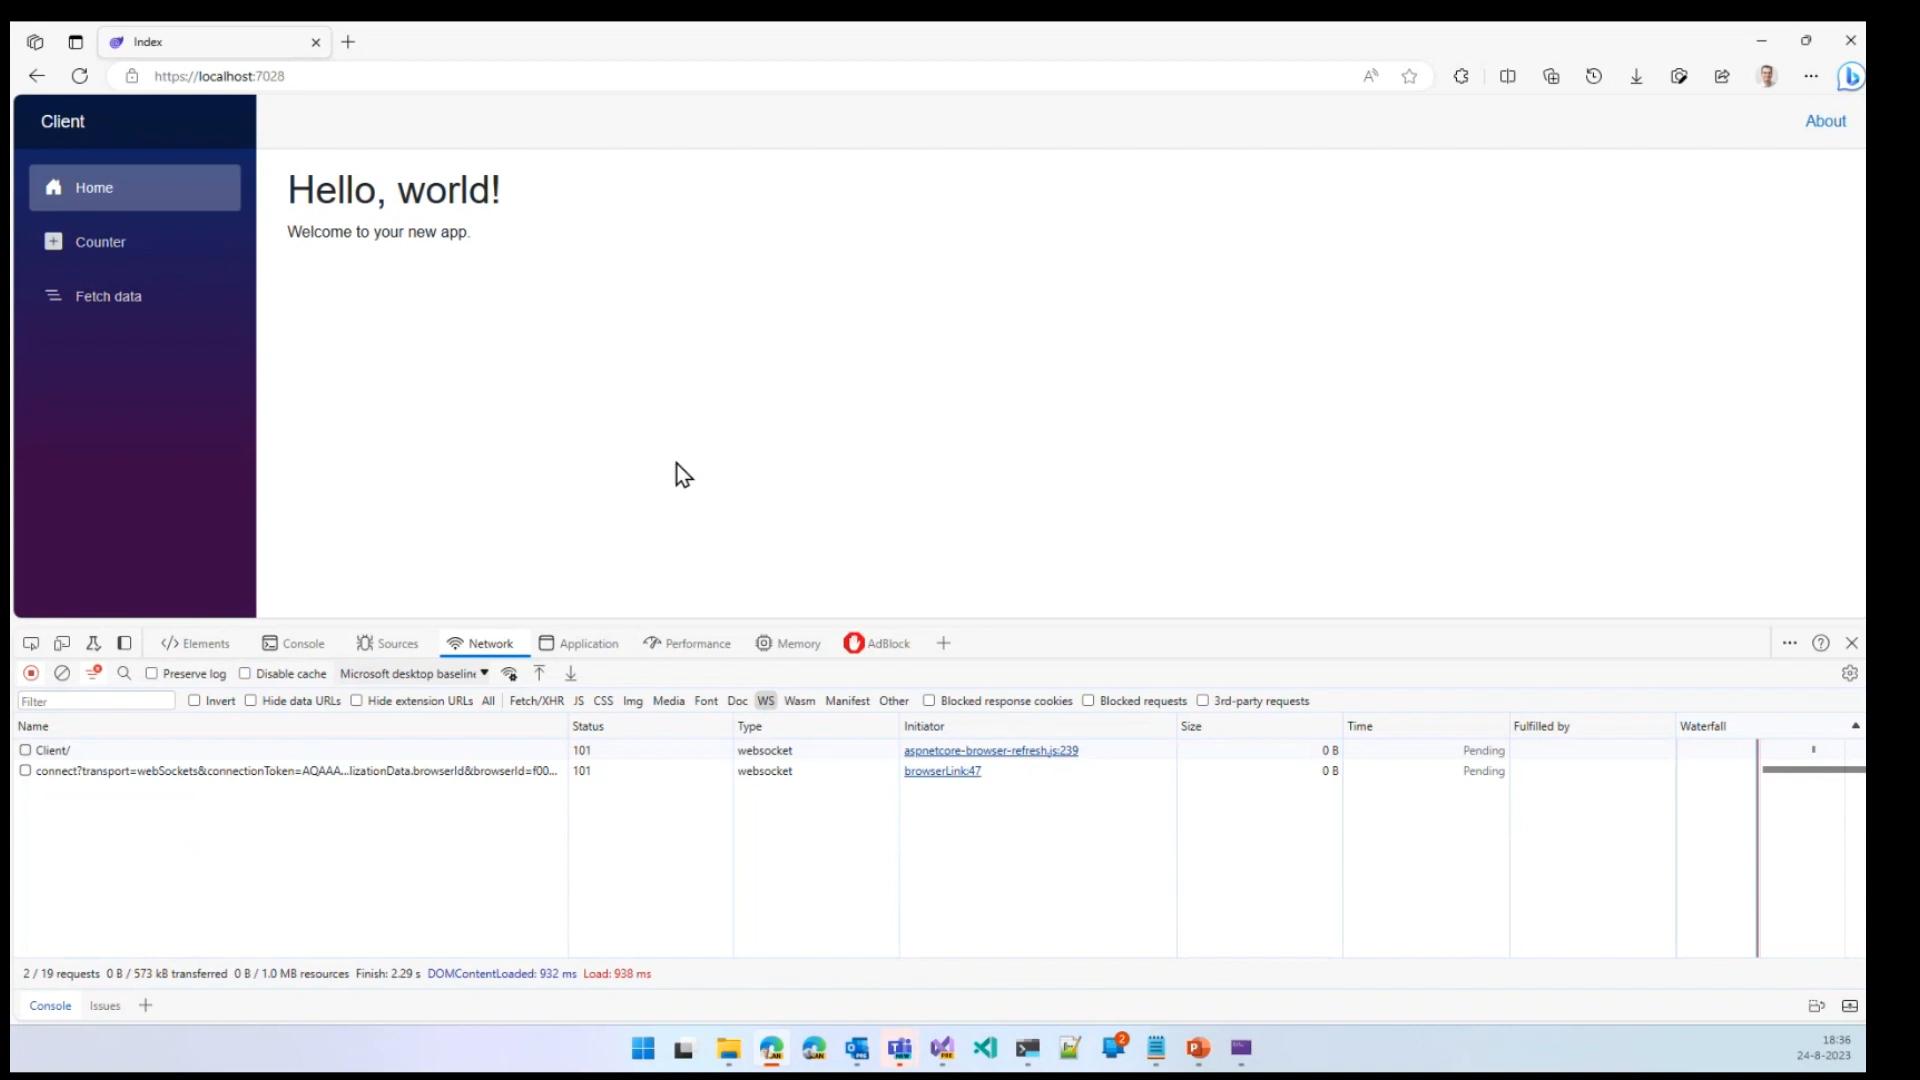 Index
https://localhost:7028
Client
About
Home
Hello, world!
Welcome to your new app.
Counter
Fetch data
Elements Console Sources Network Application Performance Memory AdBlock
Preserve log Disable cache Microsoft desktop baseline
Filter Invert Hide data URLs Hide extension URLs All Fetch/XHR JS CSS Img Media Font Doc WS Wasm Manifest Other Blocked response cookies Blocked requests 3rd-party requests
Name Status Type Initiator Size Time Fulfilled by Waterfall
Client/ 101 websocket aspnetcore-browser-refresh.js:239 0 B Pending
connect?transport=webSockets&connectionToken=AQAAA...lizationData.browserId&browserId=f00... 101 websocket browserLink:47 0 B Pending
2 / 19 requests 0 B / 573 kB transferred 0 B / 1.0 MB resources Finish: 2.29 s DOMContentLoaded: 932 ms Load: 938 ms
Console Issues
2
18:36
24-8-2023